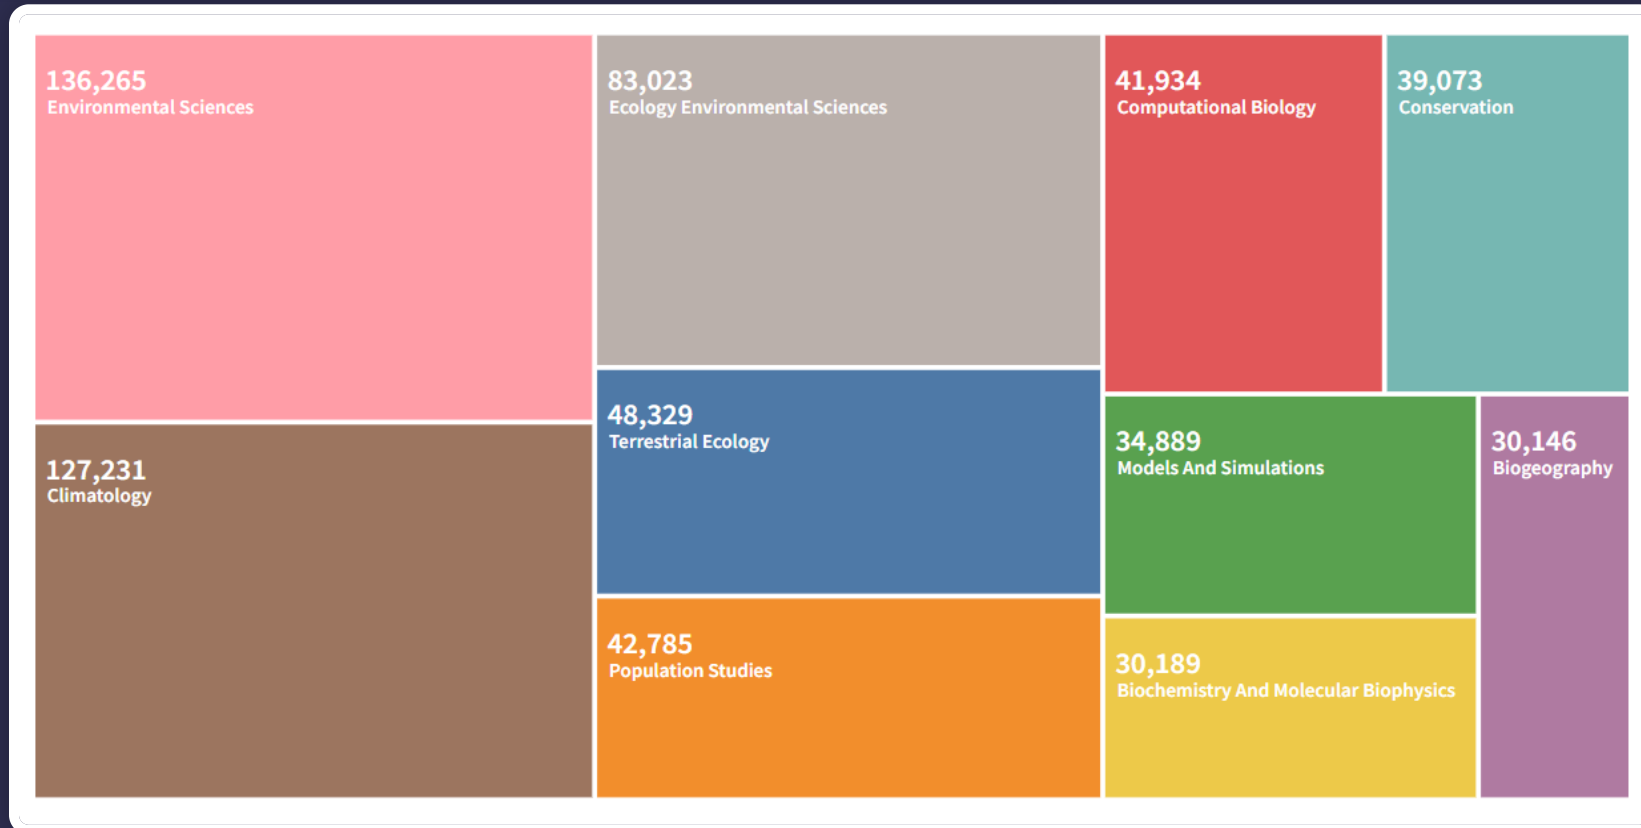 136,265
Environmental Sciences
83,023
Ecology Environmental Sciences
41,934
Computational Biology
39,073
Conservation
127,231
Climatology
48,329
Terrestrial Ecology
42,785
Population Studies
34,889
Models And Simulations
30,146
Biogeography
30,189
Biochemistry And Molecular Biophysics